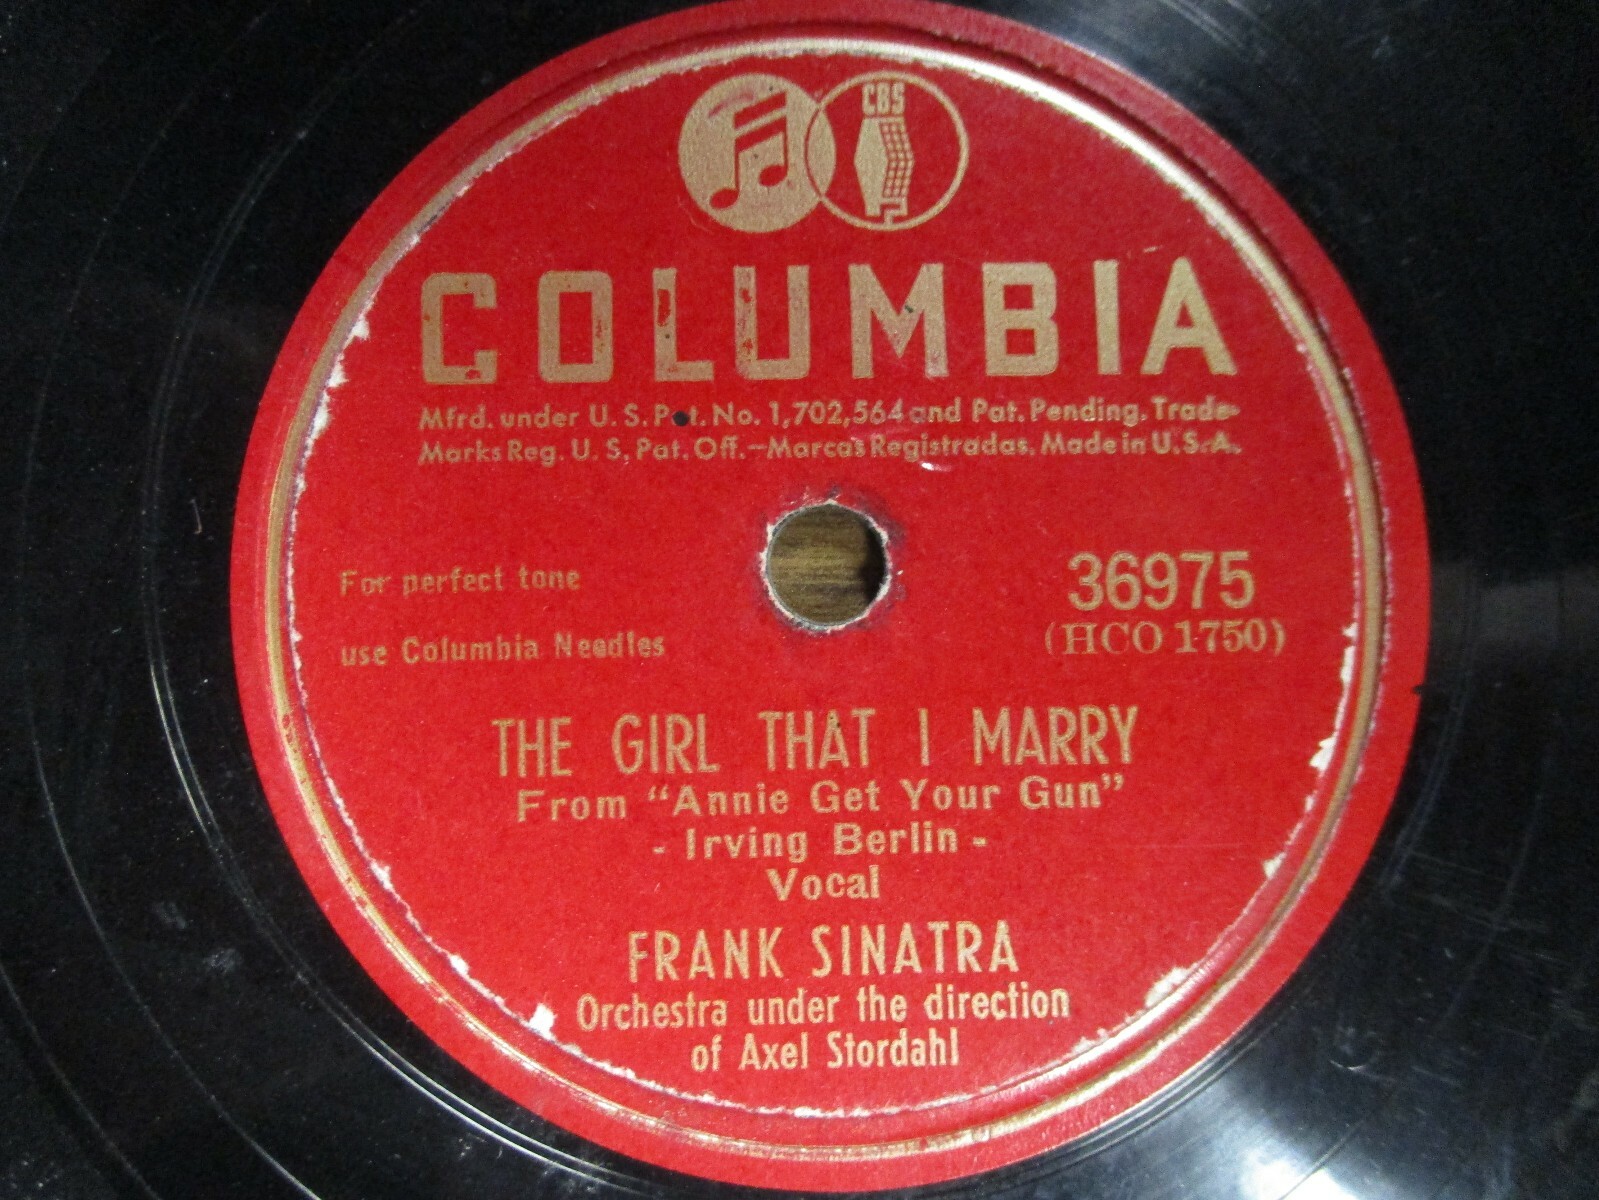 CBS
COLUMBIA
Mfrd. under U. S. Pat. No. 1,702,564 and Pat. Pending. Trade-
Marks Reg. U. S. Pat. Off.—Marcas Registradas. Made in U.S.A.
For perfect tone
use Columbia Needles
36975
(HCO 1750)
THE GIRL THAT I MARRY
From "Annie Get Your Gun"
- Irving Berlin -
Vocal
FRANK SINATRA
Orchestra under the direction
of Axel Stordahl